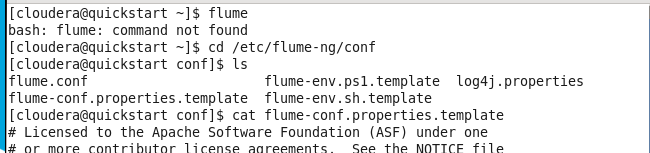 [cloudera@quickstart ~]$ flume
bash: flume: command not found
[cloudera@quickstart ~]$ cd /etc/flume-ng/conf
[cloudera@quickstart conf]$ ls
flume.conf                      flume-env.ps1.template  log4j.properties
flume-conf.properties.template  flume-env.sh.template
[cloudera@quickstart conf]$ cat flume-conf.properties.template
# Licensed to the Apache Software Foundation (ASF) under one
# or more contributor license agreements.  See the NOTICE file